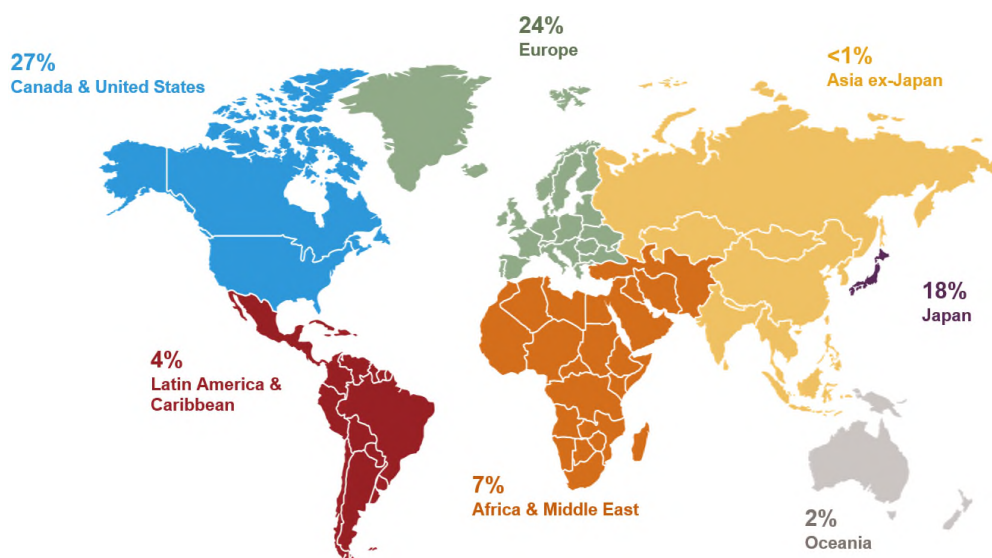 24%
Europe
27%
Canada & United States
<1%
Asia ex-Japan
18%
Japan
4%
Latin America &
Caribbean
7%
Africa & Middle East
2%
Oceania